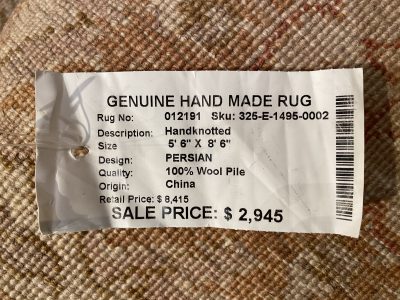 GENUINE HAND MADE RUG
Rug No: 012191 Sku: 325-E-1495-0002
Description: Handknotted
Size 5' 6" X 8' 6"
Design: PERSIAN
Quality: 100% Wool Pile
Origin: China
Retail Price: $ 8,415
SALE PRICE: $ 2,945